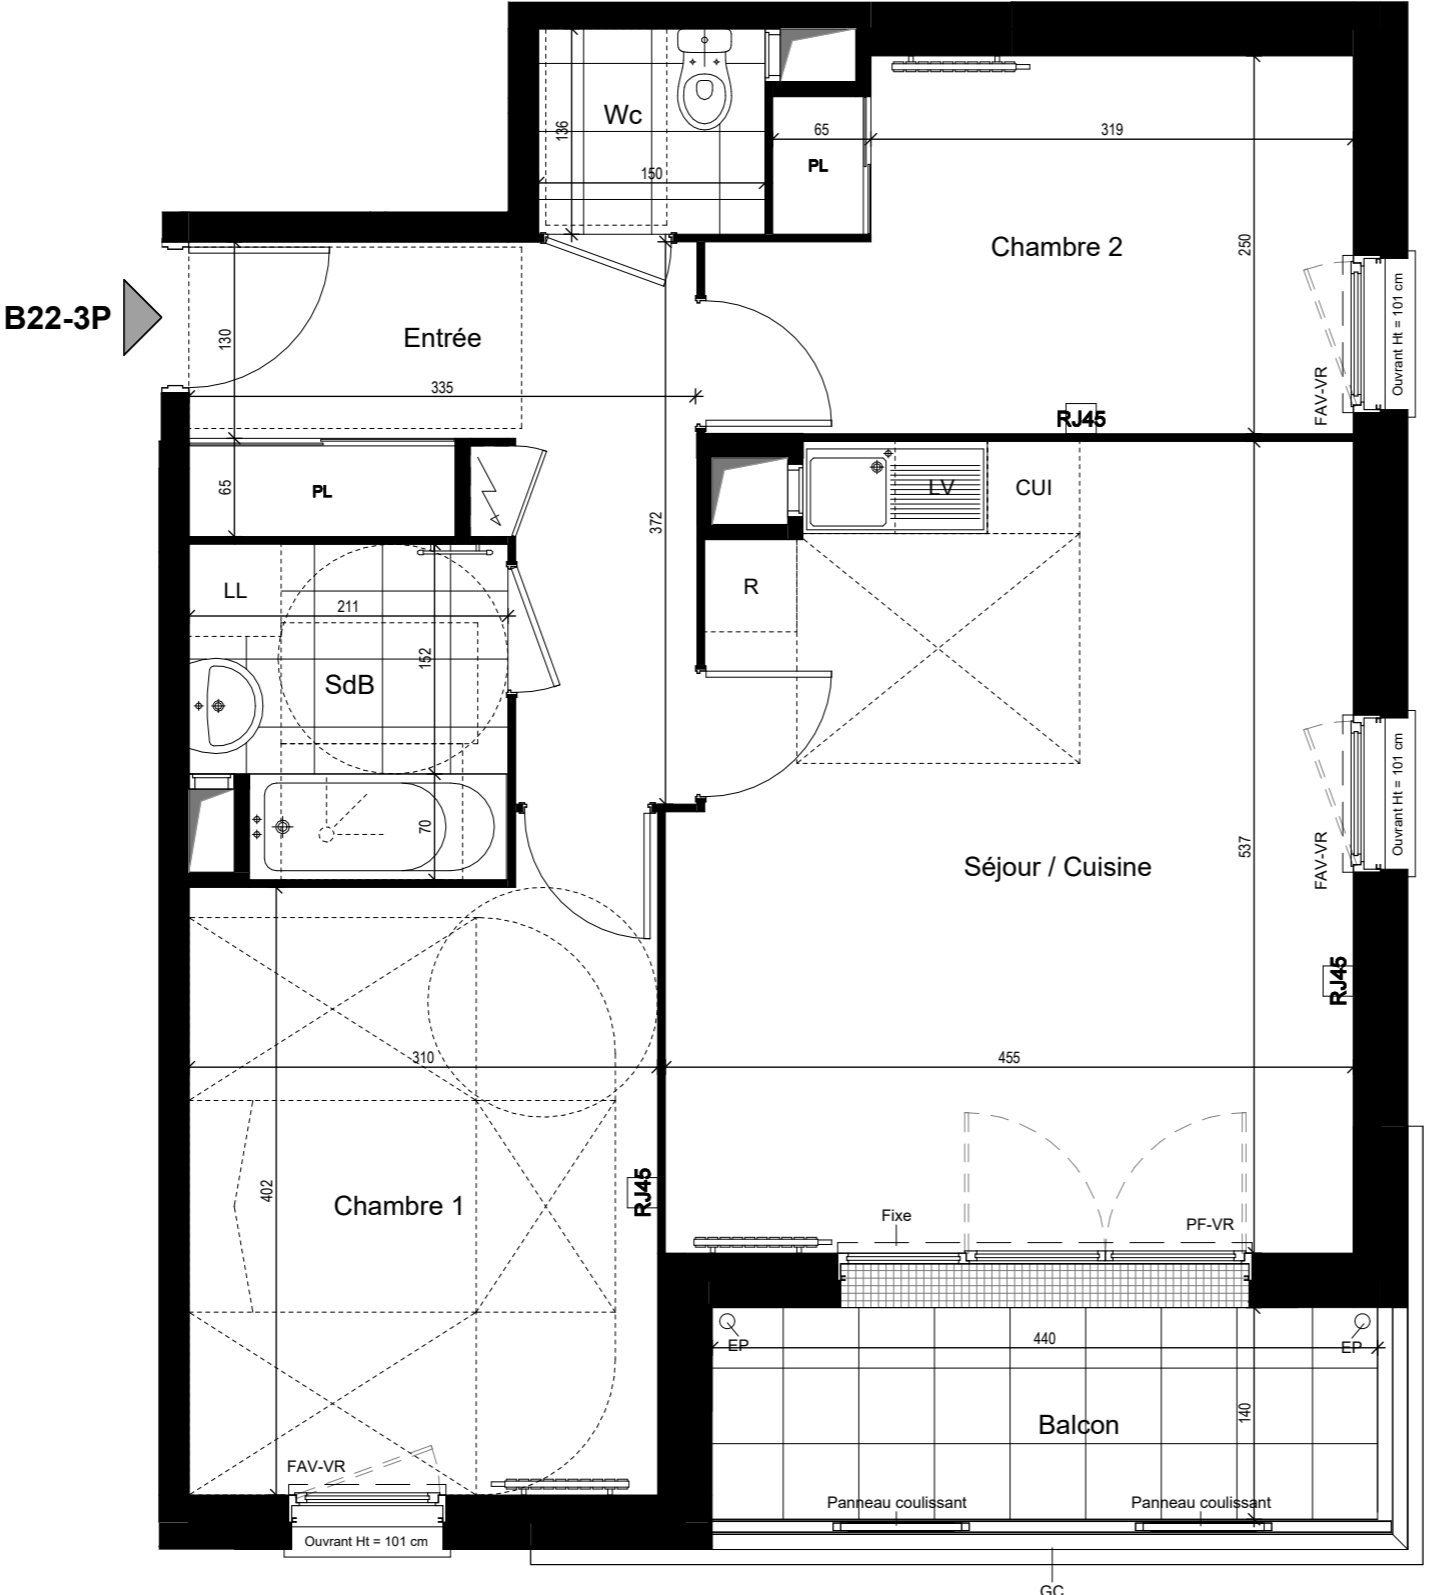 Wc
136
150
65
PL
319
Chambre 2
250
B22-3P
Entrée
130
335
FAV-VR
Ouvrant Ht = 101 cm
RJ45
65
PL
372
LV
CUI
R
LL
211
152
SdB
70
FAV-VR
Ouvrant Ht = 101 cm
Séjour / Cuisine
537
RJ45
310
455
402
Chambre 1
RJ45
Fixe
PF-VR
EP
440
EP
140
Balcon
FAV-VR
Panneau coulissant
Panneau coulissant
Ouvrant Ht = 101 cm
GC